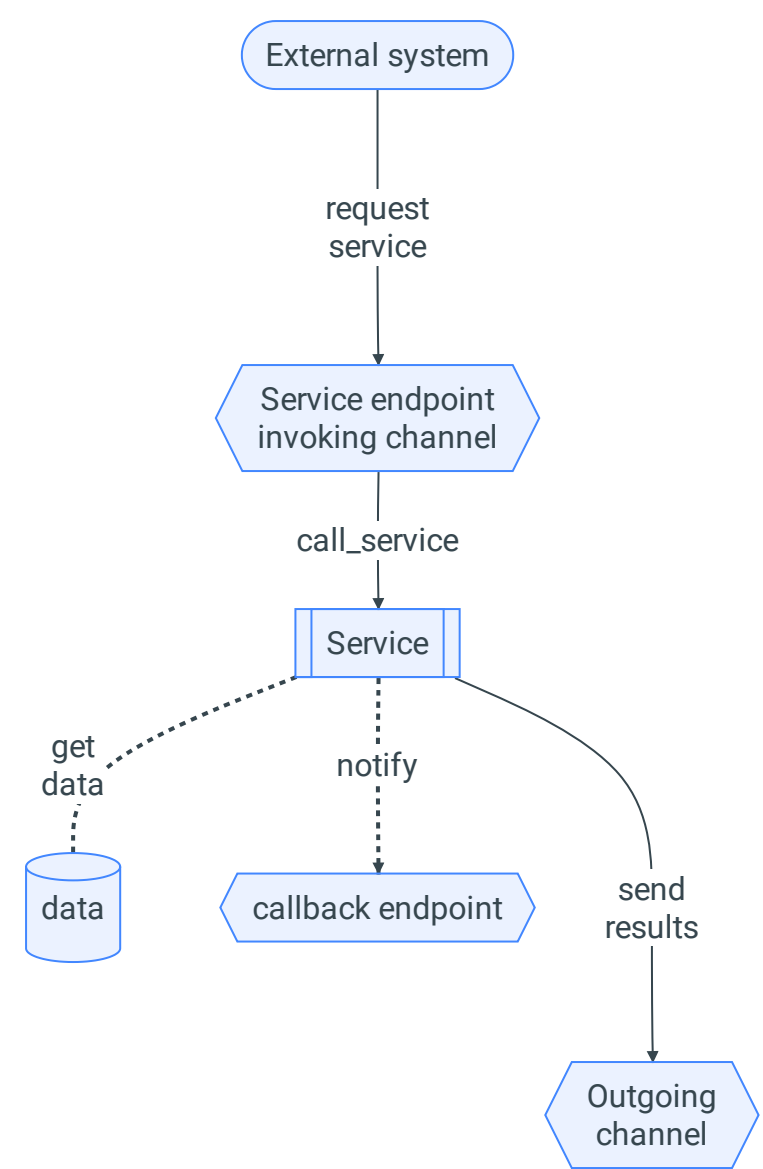 External system
request
service
Service endpoint
invoking channel
call_service
Service
get
data
notify
data
callback endpoint
send
results
Outgoing
channel